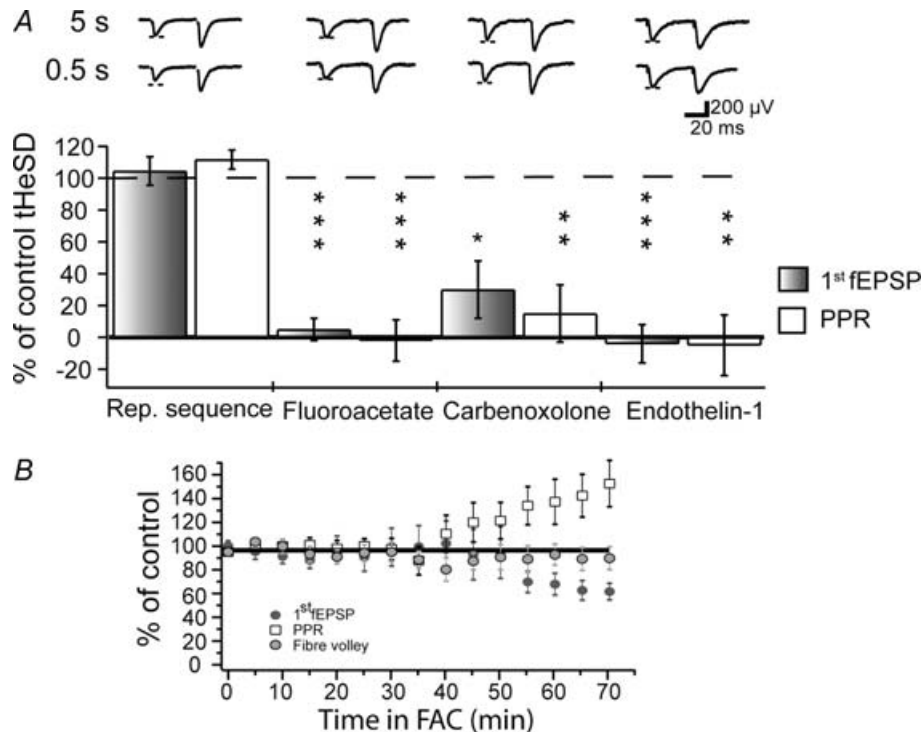 A
5 s
0.5 s
200 µV
20 ms
% of control tHeSD
120
100
80
60
40
20
0
-20
*** *** * ** *** **
1st fEPSP
PPR
Rep. sequence Fluoroacetate Carbenoxolone Endothelin-1
B
% of control
160
140
120
100
80
60
40
20
0
1st fEPSP
PPR
Fibre volley
0 10 20 30 40 50 60 70
Time in FAC (min)